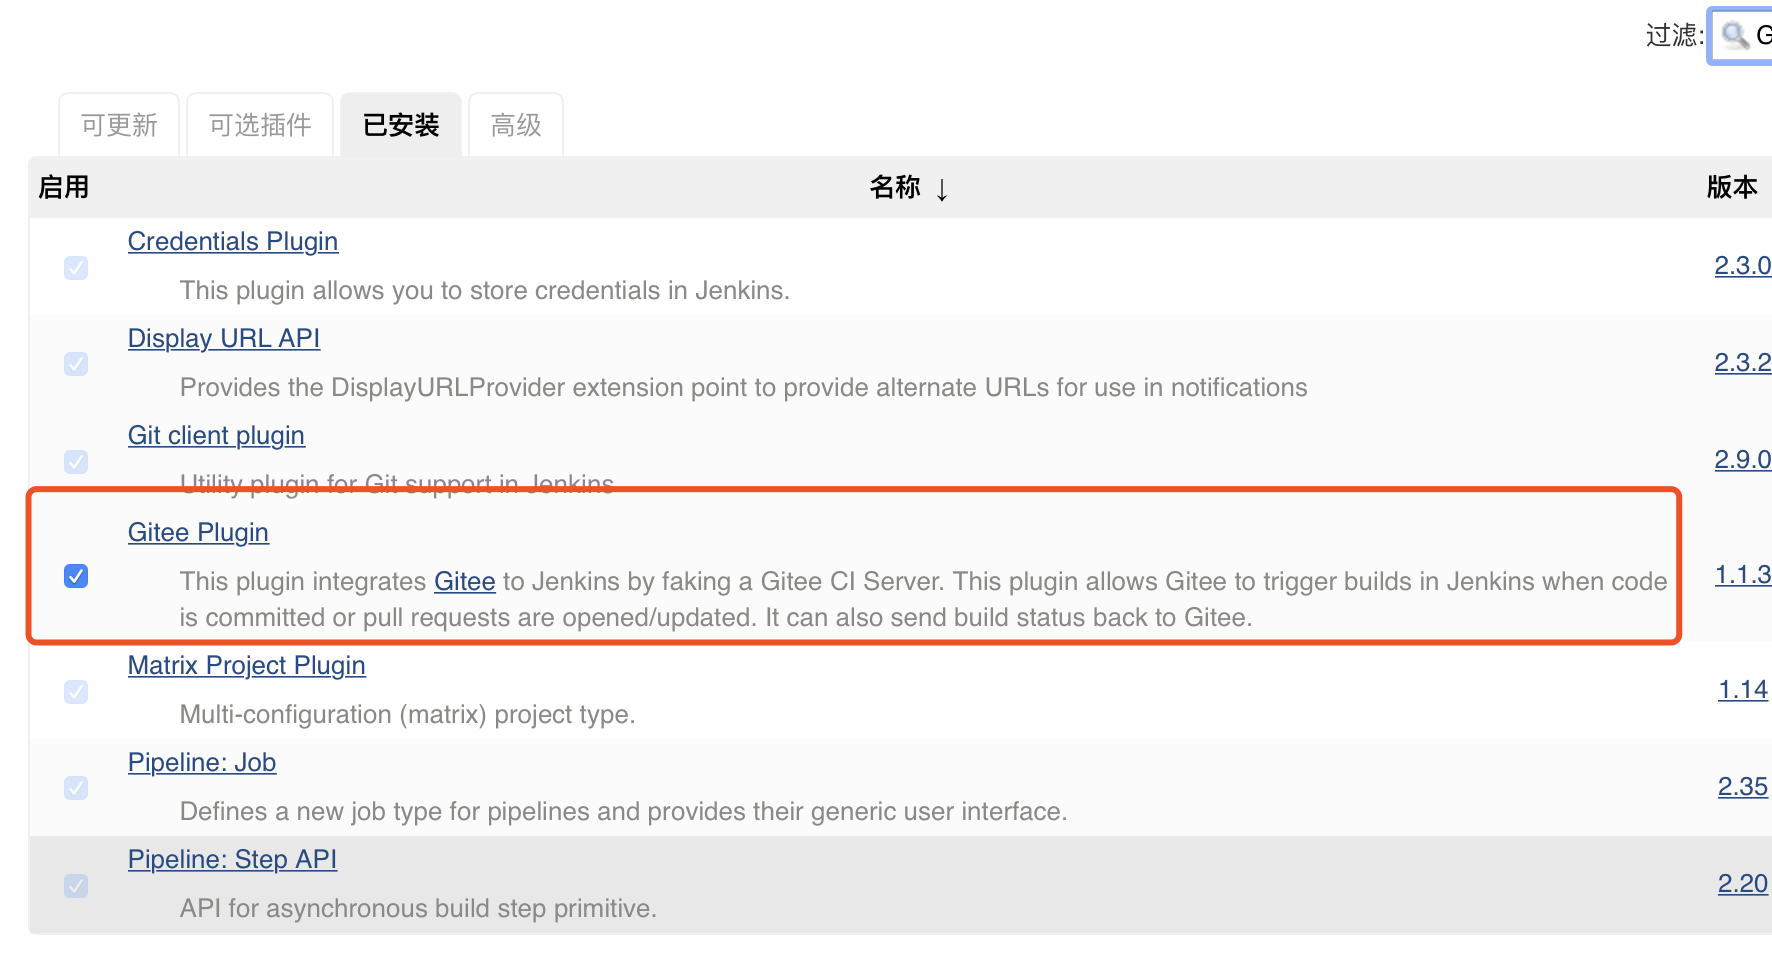 过滤: G
可更新 可选插件 已安装 高级
启用 名称 ↓ 版本
Credentials Plugin
This plugin allows you to store credentials in Jenkins.
2.3.0
Display URL API
Provides the DisplayURLProvider extension point to provide alternate URLs for use in notifications
2.3.2
Git client plugin
Utility plugin for Git support in Jenkins
2.9.0
Gitee Plugin
This plugin integrates Gitee to Jenkins by faking a Gitee CI Server. This plugin allows Gitee to trigger builds in Jenkins when code
is committed or pull requests are opened/updated. It can also send build status back to Gitee.
1.1.3
Matrix Project Plugin
Multi-configuration (matrix) project type.
1.14
Pipeline: Job
Defines a new job type for pipelines and provides their generic user interface.
2.35
Pipeline: Step API
API for asynchronous build step primitive.
2.20